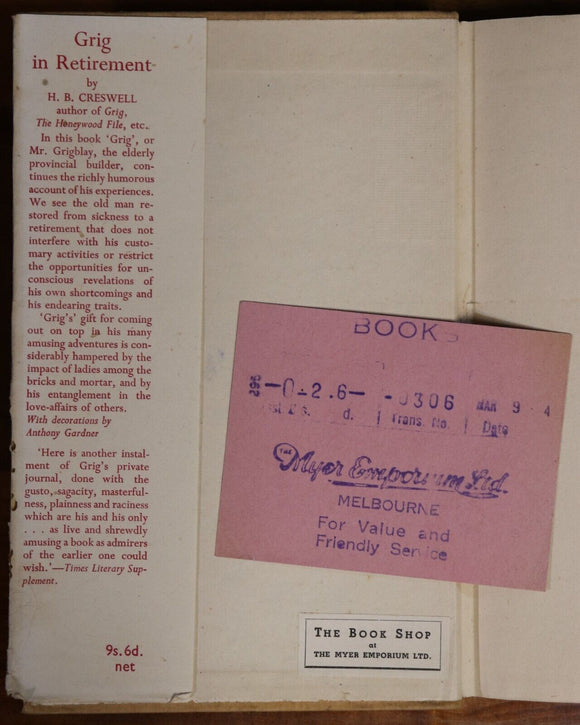 Grig
in Retirement
by
H. B. CRESWELL
author of Grig,
The Honeywood File, etc.
In this book 'Grig', or
Mr. Grigblay, the elderly
provincial builder, con-
tinues the richly humorous
account of his experiences.
We see the old man re-
stored from sickness to a
retirement that does not
interfere with his custo-
mary activities or restrict
the opportunities for un-
conscious revelations of
his own shortcomings and
his endearing traits.
'Grig's' gift for coming
out on top in his many
amusing adventures is con-
siderably hampered by the
impact of ladies among the
bricks and mortar, and by
his entanglement in the
love-affairs of others.
With decorations by
Anthony Gardner
'Here is another instal-
ment of Grig's private
journal, done with the
gusto, sagacity, masterful-
ness, plainness and raciness
which are his and his only
. . . as live and shrewdly
amusing a book as admirers
of the earlier one could
wish.'—Times Literary Sup-
plement.
9s. 6d.
net
BOOKS
295 —0—2.6— -0306 MAR 9 4
s. d. Trans. No. Date
THE Myer Emporium Ltd.
MELBOURNE
For Value and
Friendly Service
THE BOOK SHOP
at
THE MYER EMPORIUM LTD.